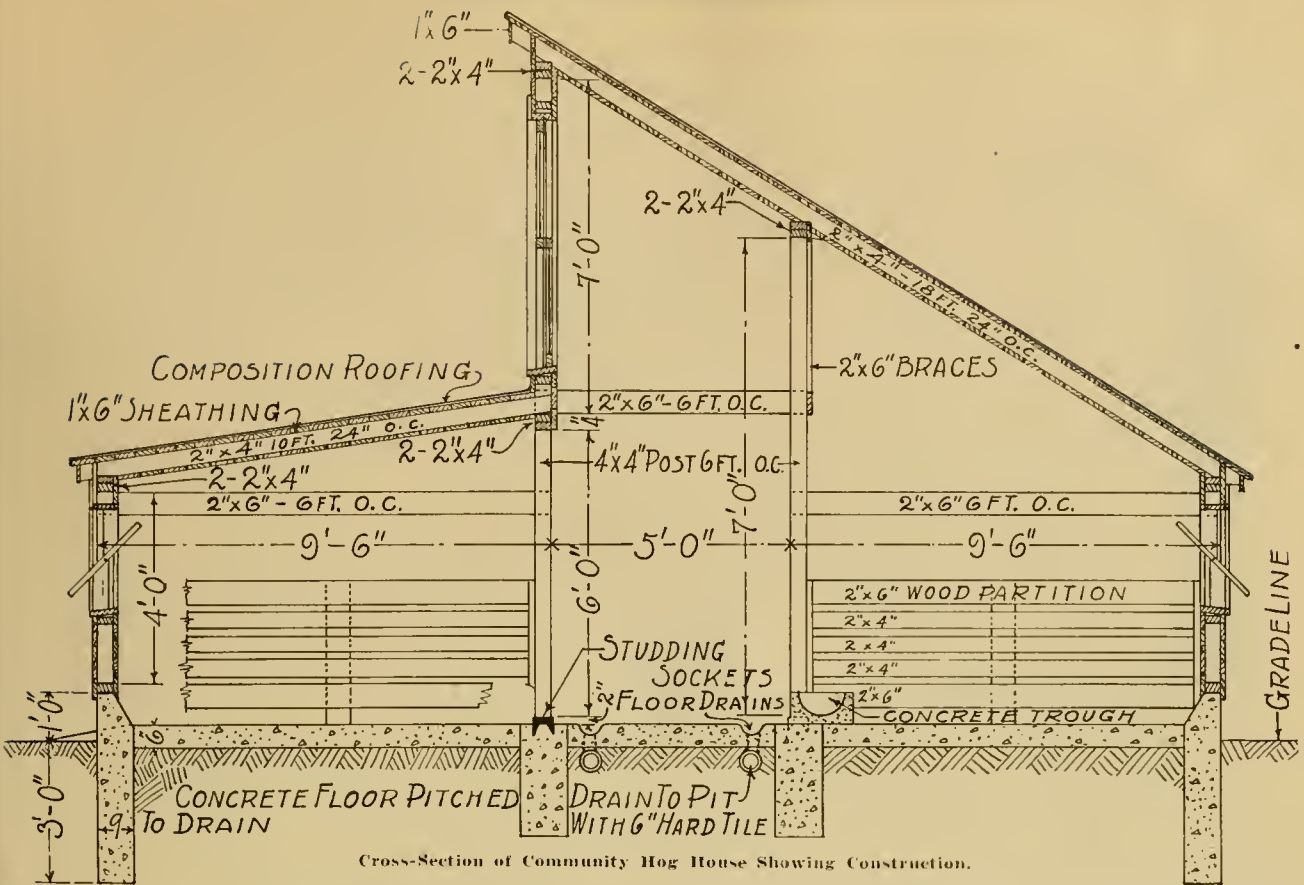 1"x6"
2-2"x4"
2-2"x4"
7'-0"
2"x4"-18FT. 24" O.C.
COMPOSITION ROOFING
2"x6" BRACES
1"x6" SHEATHING
2"x6"-6FT. O.C.
4"
2"x4" 10FT. 24" O.C.
2-2"x4"
4"x4" POST 6FT. O.C.
2-2"x4"
2"x6"-6FT. O.C.
7'-0"
2"x6" 6FT. O.C.
9'-6"
5'-0"
9'-6"
4'-0"
6'-0"
2"x6" WOOD PARTITION
2"x4"
2x4"
2"x4"
2"x6"
STUDDING
SOCKETS
2"
FLOOR DRAINS
CONCRETE TROUGH
GRADE LINE
1'-0"
6"
3'-0"
9"
CONCRETE FLOOR PITCHED
TO DRAIN
DRAIN TO PIT
WITH 6" HARD TILE
Cross-Section of Community Hog House Showing Construction.